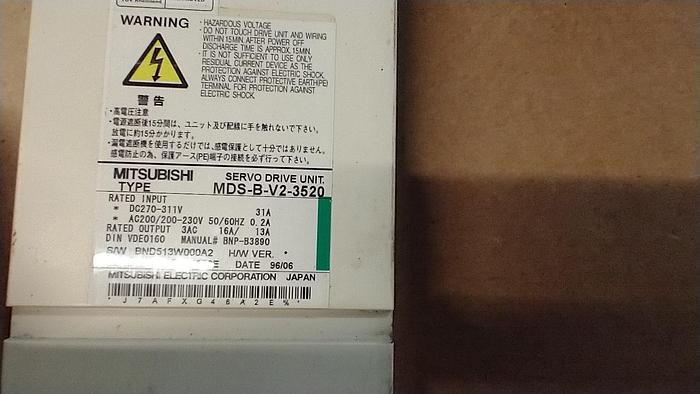 WARNING
· HAZARDOUS VOLTAGE
· DO NOT TOUCH DRIVE UNIT AND WIRING
WITHIN 15MIN. AFTER POWER OFF
DISCHARGE TIME IS APPROX. 15MIN.
· IT IS NOT SUFFICIENT TO USE ONLY
RESIDUAL CURRENT DEVICE AS THE
PROTECTION AGAINST ELECTRIC SHOCK.
ALWAYS CONNECT PROTECTIVE EARTH(PE)
TERMINAL FOR PROTECTION AGAINST
ELECTRIC SHOCK.
警告
・高電圧注意
・電源遮断後15分間は、ユニット及び配線に手を触れないで下さい。
放電に約15分かかります。
・漏電遮断機を使用するだけでは、感電保護として十分ではありません。
感電防止の為、保護アース(PE)端子の接続を必ず行って下さい。
MITSUBISHI SERVO DRIVE UNIT.
TYPE MDS-B-V2-3520
RATED INPUT
* DC270-311V 31A
* AC200/200-230V 50/60HZ 0.2A
RATED OUTPUT 3AC 16A/ 13A
DIN VDE0160 MANUAL# BNP-B3890
S/W BND513W000A2 H/W VER. *
DATE 96/06
MITSUBISHI ELECTRIC CORPORATION JAPAN
* J 7 A F X G 4 8 A 2 E % *